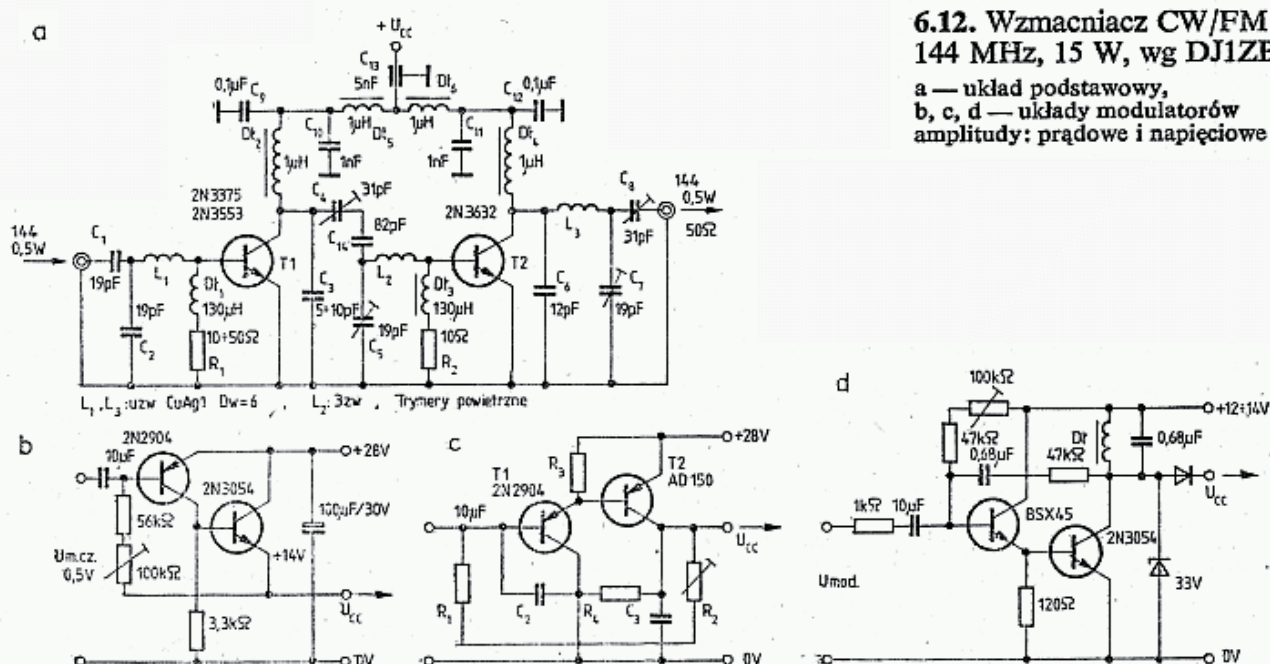 6.12. Wzmacniacz CW/FM
144 MHz, 15 W, wg DJ1ZB
a — układ podstawowy,
b, c, d — układy modulatorów
amplitudy: prądowe i napięciowe
a
+ U_CC
C13
5nF
0,1µF
C9
Dł6
C12
0,1µF
C10
1nF
1µH
Dł5
1µH
C11
1nF
Dł2
1µH
Dł4
1µH
2N3375
2N3553
C4
31pF
2N3632
C8
31pF
144
0,5W
50Ω
144
0,5W
C1
19pF
L1
T1
C14
82pF
L2
T2
L3
19pF
C2
Dł1
130µH
10÷50Ω
R1
C3
5÷10pF
19pF
C5
Dł3
130µH
10Ω
R2
C6
12pF
C7
19pF
L1, L3: uzw CuAg1 Dw=6, L2: 3zw, Trymery powietrzne
b
2N2904
10µF
+28V
2N3054
56kΩ
100µF/30V
Um.cz.
0,5V
100kΩ
+14V
U_CC
3,3kΩ
0V
c
+28V
R3
T1
2N2904
T2
AD150
10µF
U_CC
R1
C2
R4
C3
R2
0V
d
100kΩ
+12÷14V
47kΩ
0,68µF
47kΩ
Dł
0,68µF
U_CC
1kΩ
10µF
BSX45
2N3054
Umod.
120Ω
33V
0V